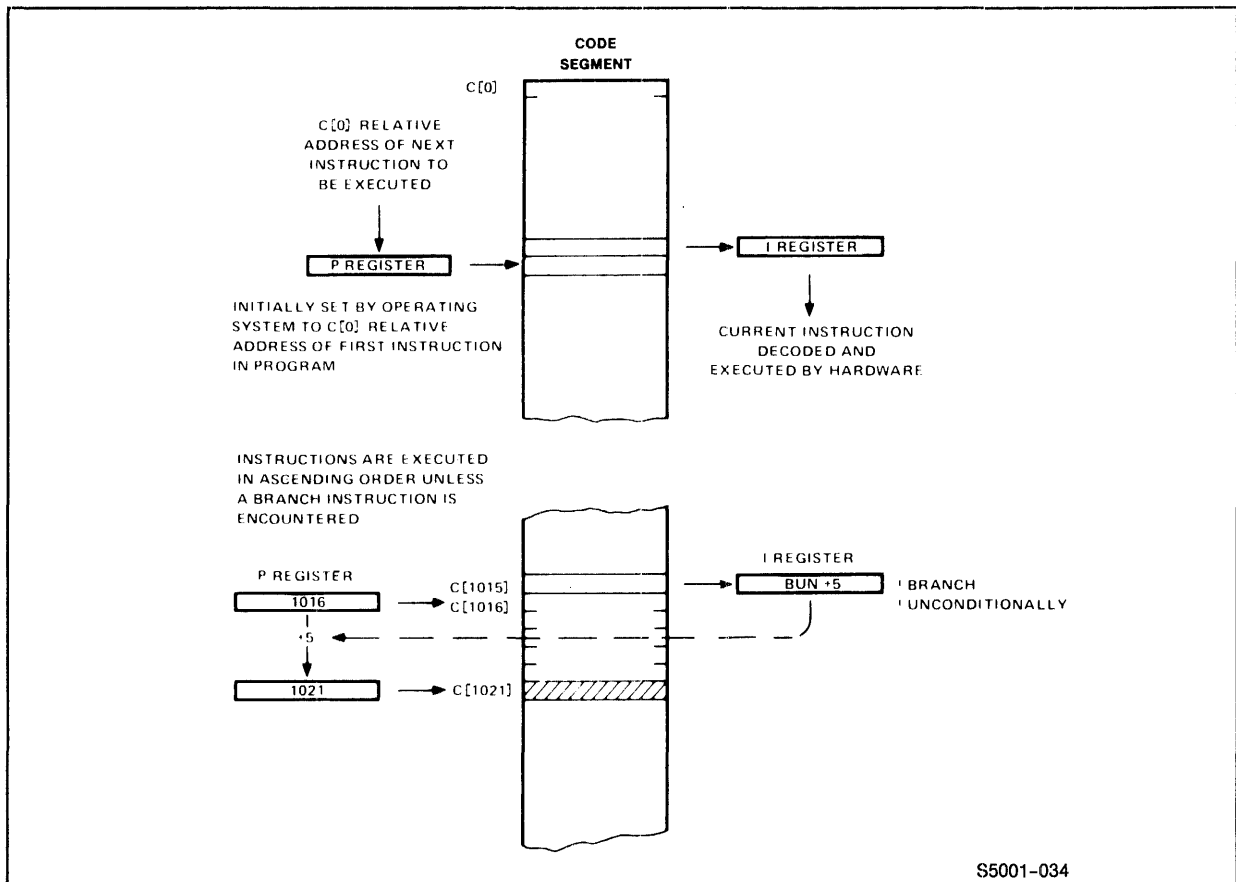 CODE
SEGMENT
C[0]
C[0] RELATIVE
ADDRESS OF NEXT
INSTRUCTION TO
BE EXECUTED
P REGISTER
I REGISTER
INITIALLY SET BY OPERATING
SYSTEM TO C[0] RELATIVE
ADDRESS OF FIRST INSTRUCTION
IN PROGRAM
CURRENT INSTRUCTION
DECODED AND
EXECUTED BY HARDWARE
INSTRUCTIONS ARE EXECUTED
IN ASCENDING ORDER UNLESS
A BRANCH INSTRUCTION IS
ENCOUNTERED
P REGISTER
1016
C[1015]
C[1016]
I REGISTER
BUN +5
! BRANCH
! UNCONDITIONALLY
+5
1021
C[1021]
S5001-034